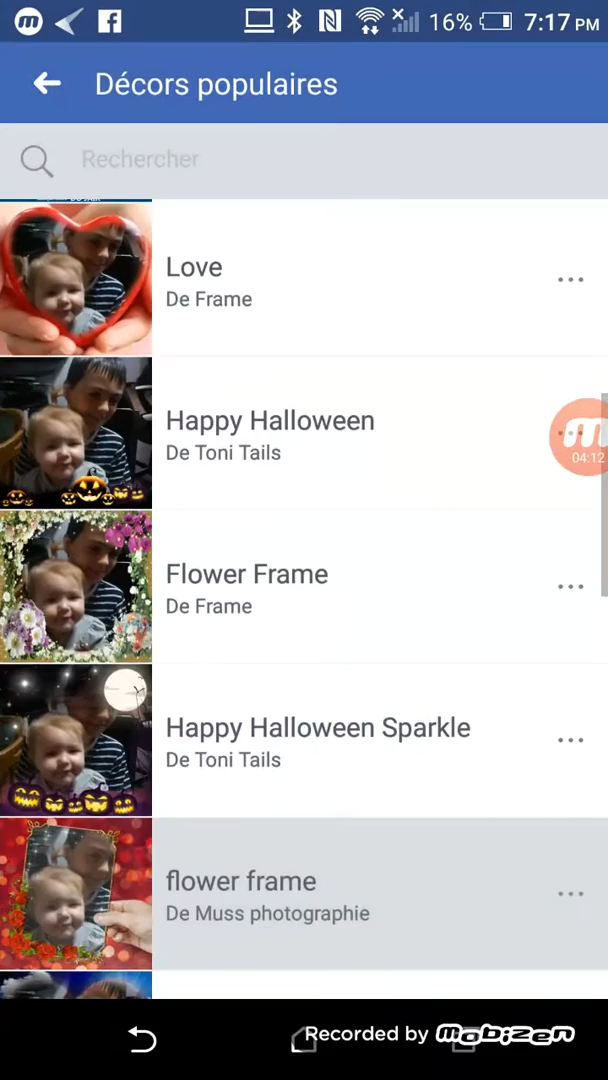 16% 7:17 PM
Décors populaires
Rechercher
Love
De Frame
Happy Halloween
De Toni Tails
04:12
Flower Frame
De Frame
Happy Halloween Sparkle
De Toni Tails
flower frame
De Muss photographie
Recorded by mobizen